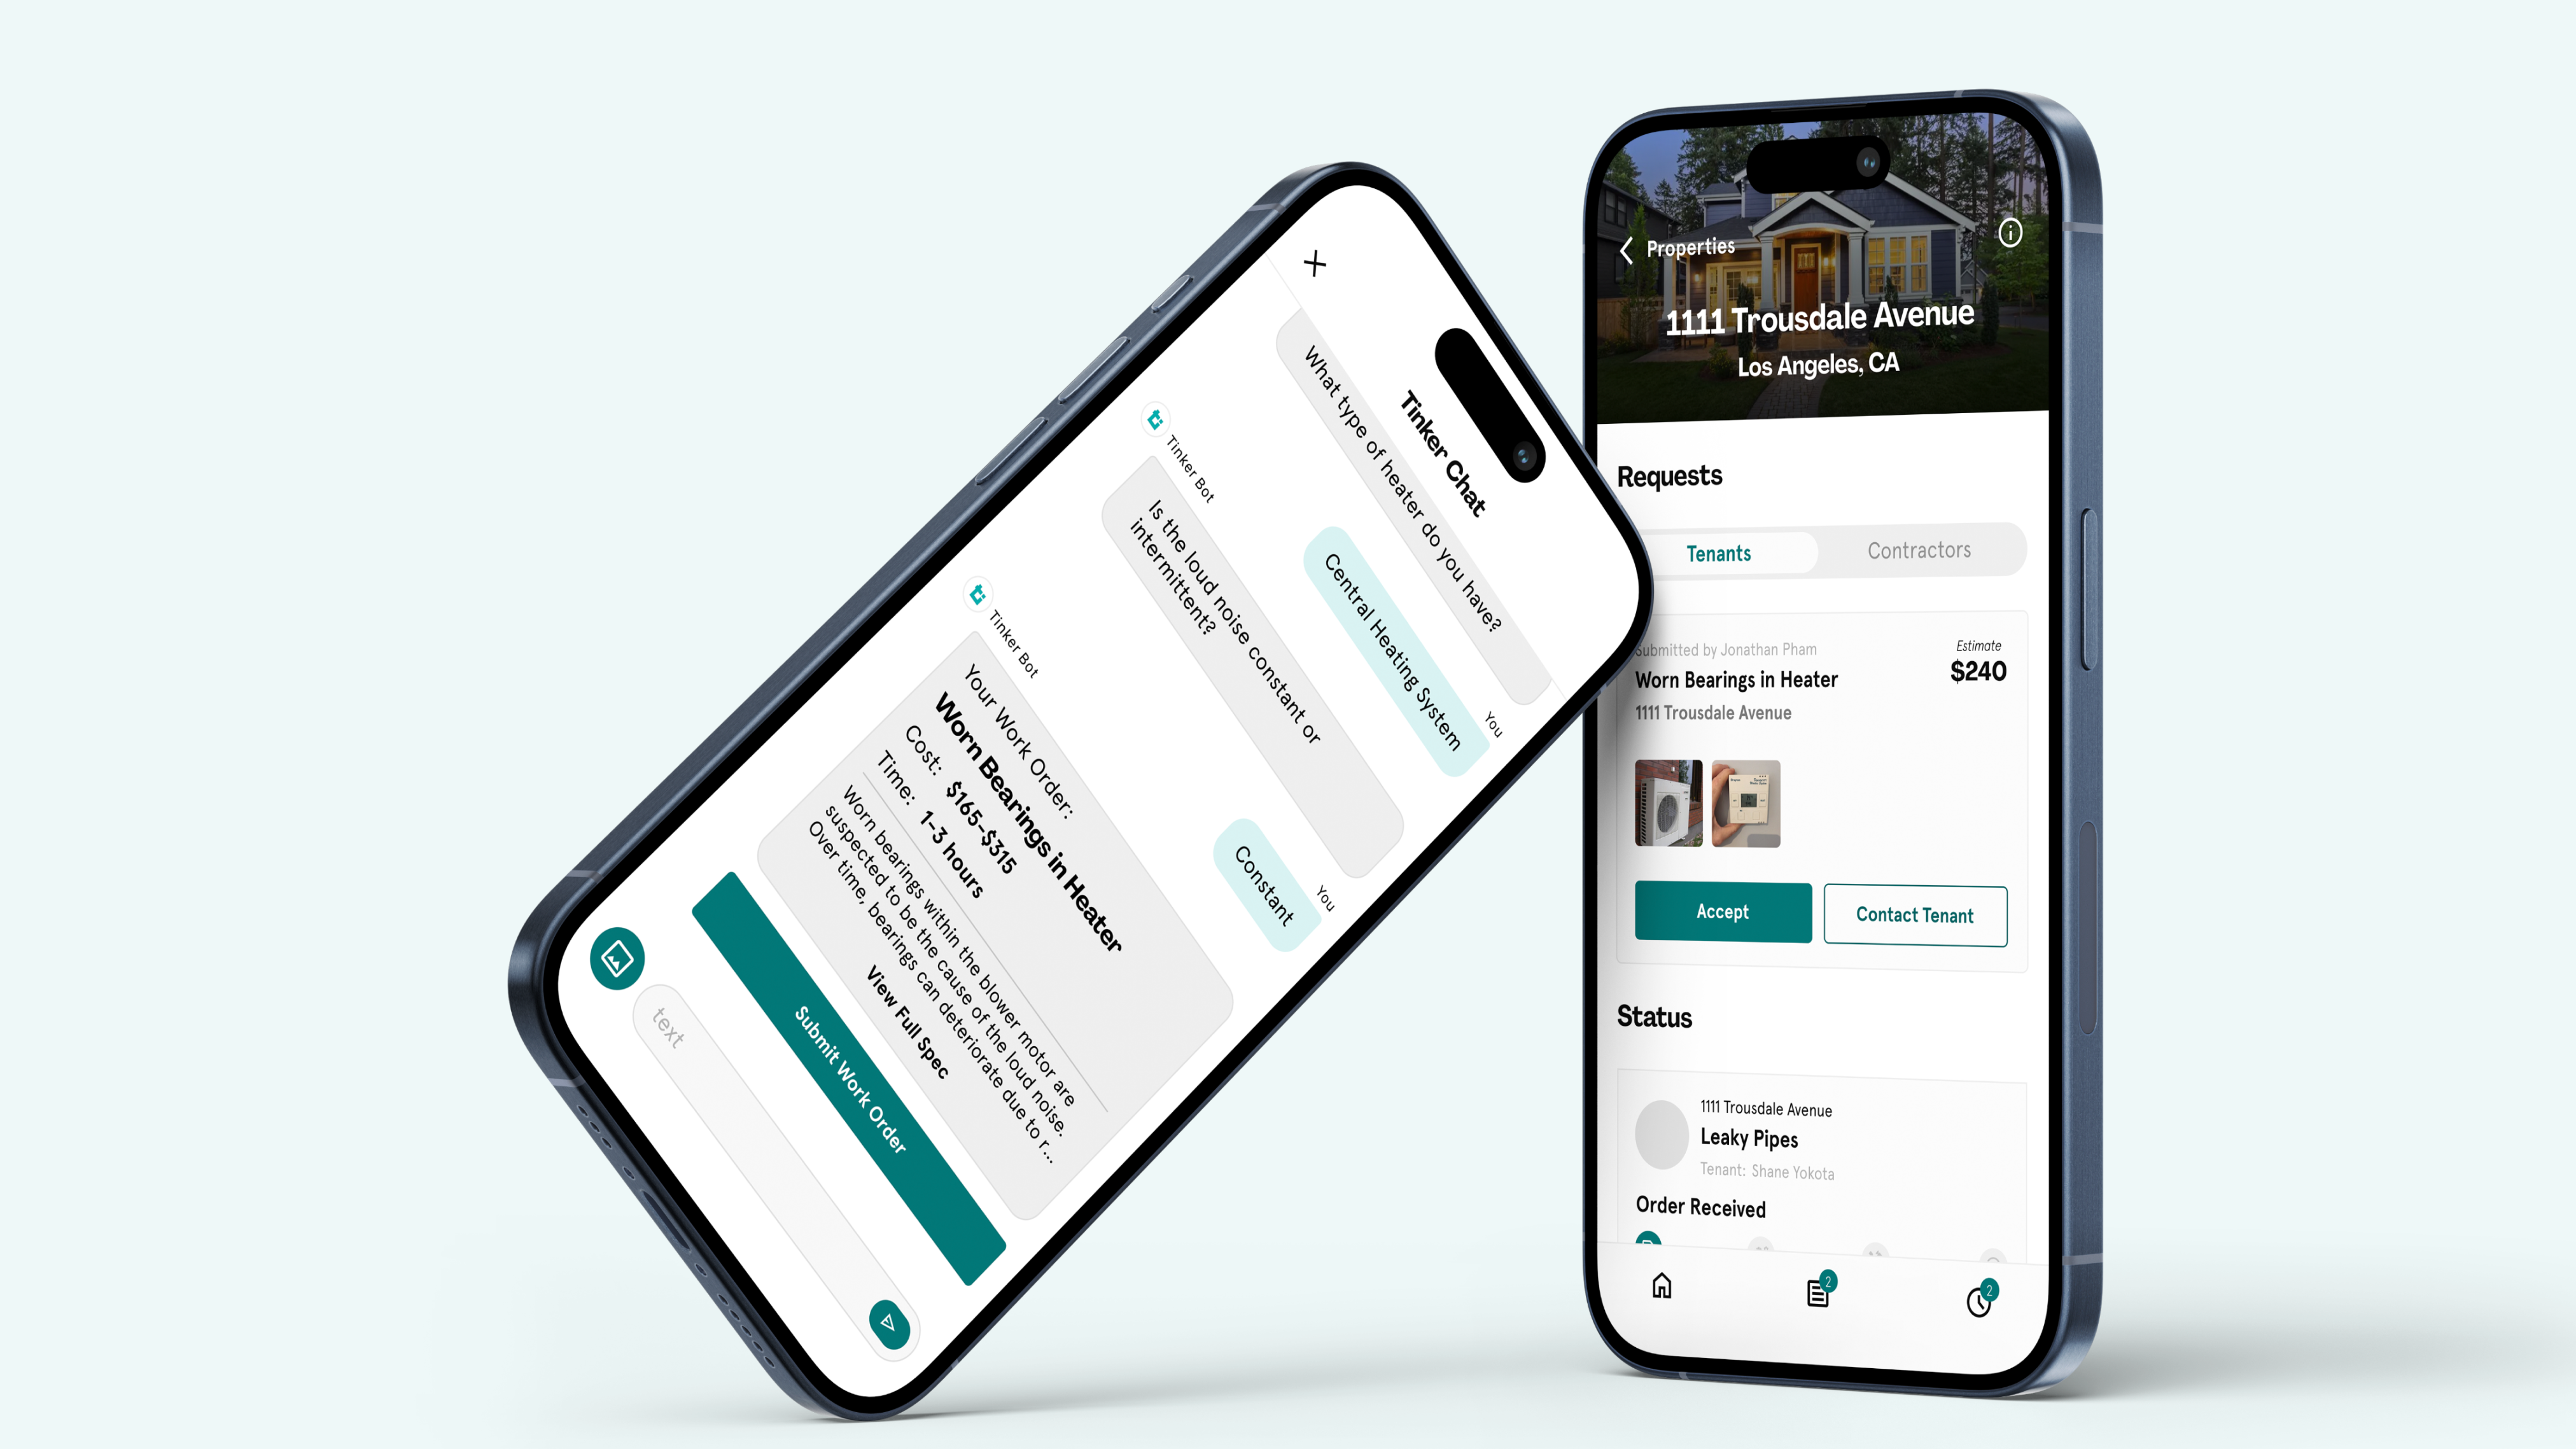 Tinker Chat
What type of heater do you have?
You
Central Heating System
Tinker Bot
Is the loud noise constant or
intermittent?
You
Constant
Tinker Bot
Your Work Order:
Worn Bearings in Heater
Cost: $165-$315
Time: 1-3 hours
Worn bearings within the blower motor are
suspected to be the cause of the loud noise.
Over time, bearings can deteriorate due to r...
View Full Spec
Submit Work Order
text
Properties
1111 Trousdale Avenue
Los Angeles, CA
Requests
Tenants
Contractors
Submitted by Jonathan Pham
Estimate
Worn Bearings in Heater
$240
1111 Trousdale Avenue
Accept
Contact Tenant
Status
1111 Trousdale Avenue
Leaky Pipes
Tenant: Shane Yokota
Order Received
2
2